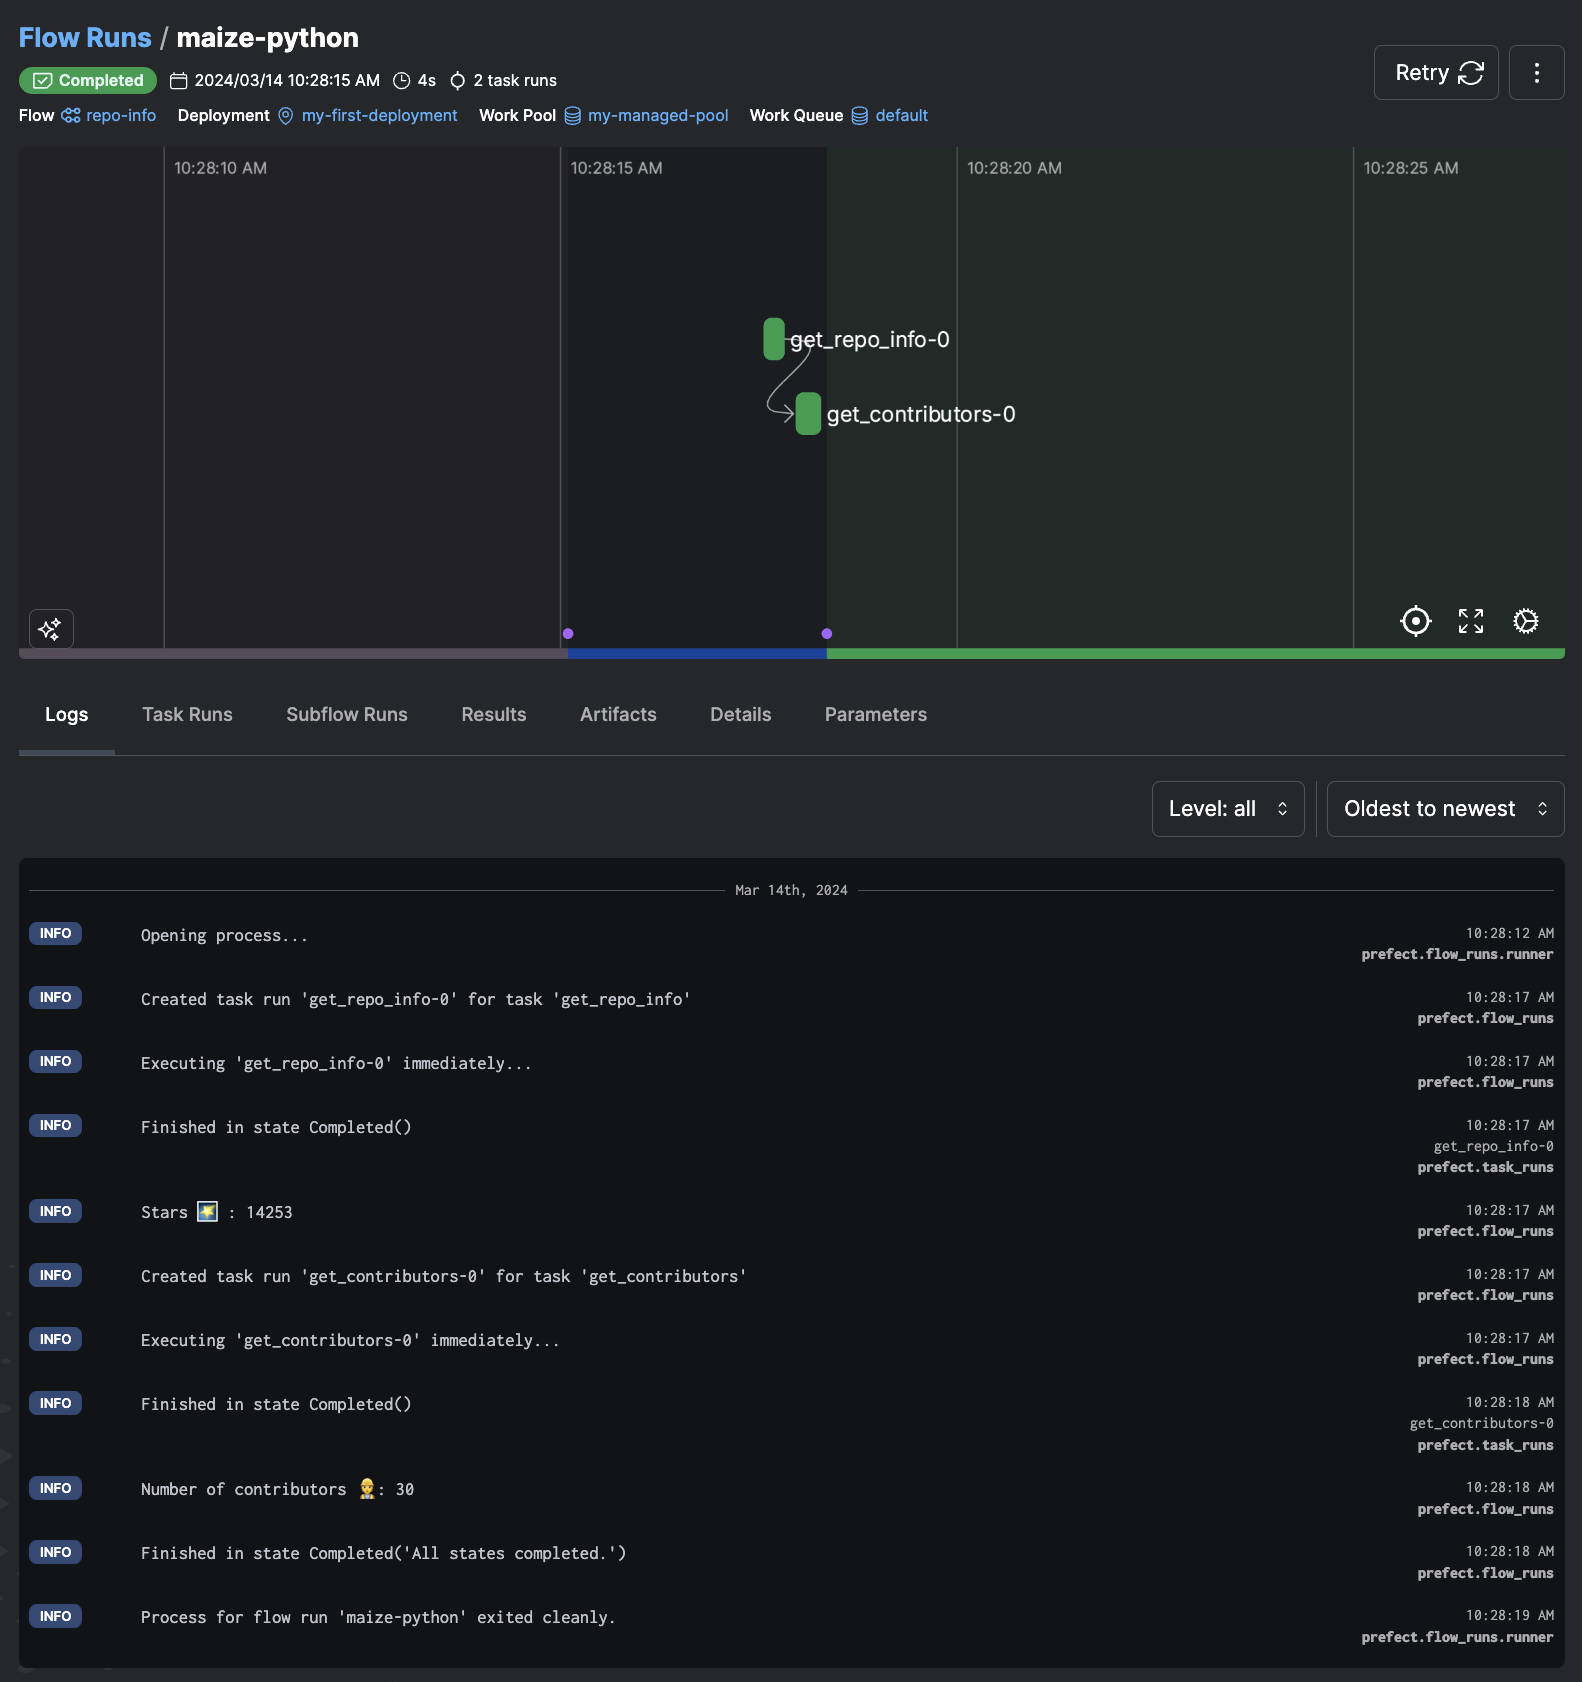 Flow Runs / maize-python
Completed 2024/03/14 10:28:15 AM 4s 2 task runs
Retry
Flow repo-info Deployment my-first-deployment Work Pool my-managed-pool Work Queue default
10:28:10 AM 10:28:15 AM 10:28:20 AM 10:28:25 AM
get_repo_info-0
get_contributors-0
Logs Task Runs Subflow Runs Results Artifacts Details Parameters
Level: all Oldest to newest
Mar 14th, 2024
INFO Opening process... 10:28:12 AM
prefect.flow_runs.runner
INFO Created task run 'get_repo_info-0' for task 'get_repo_info' 10:28:17 AM
prefect.flow_runs
INFO Executing 'get_repo_info-0' immediately... 10:28:17 AM
prefect.flow_runs
INFO Finished in state Completed() 10:28:17 AM
get_repo_info-0
prefect.task_runs
INFO Stars 🌠 : 14253 10:28:17 AM
prefect.flow_runs
INFO Created task run 'get_contributors-0' for task 'get_contributors' 10:28:17 AM
prefect.flow_runs
INFO Executing 'get_contributors-0' immediately... 10:28:17 AM
prefect.flow_runs
INFO Finished in state Completed() 10:28:18 AM
get_contributors-0
prefect.task_runs
INFO Number of contributors 👷: 30 10:28:18 AM
prefect.flow_runs
INFO Finished in state Completed('All states completed.') 10:28:18 AM
prefect.flow_runs
INFO Process for flow run 'maize-python' exited cleanly. 10:28:19 AM
prefect.flow_runs.runner